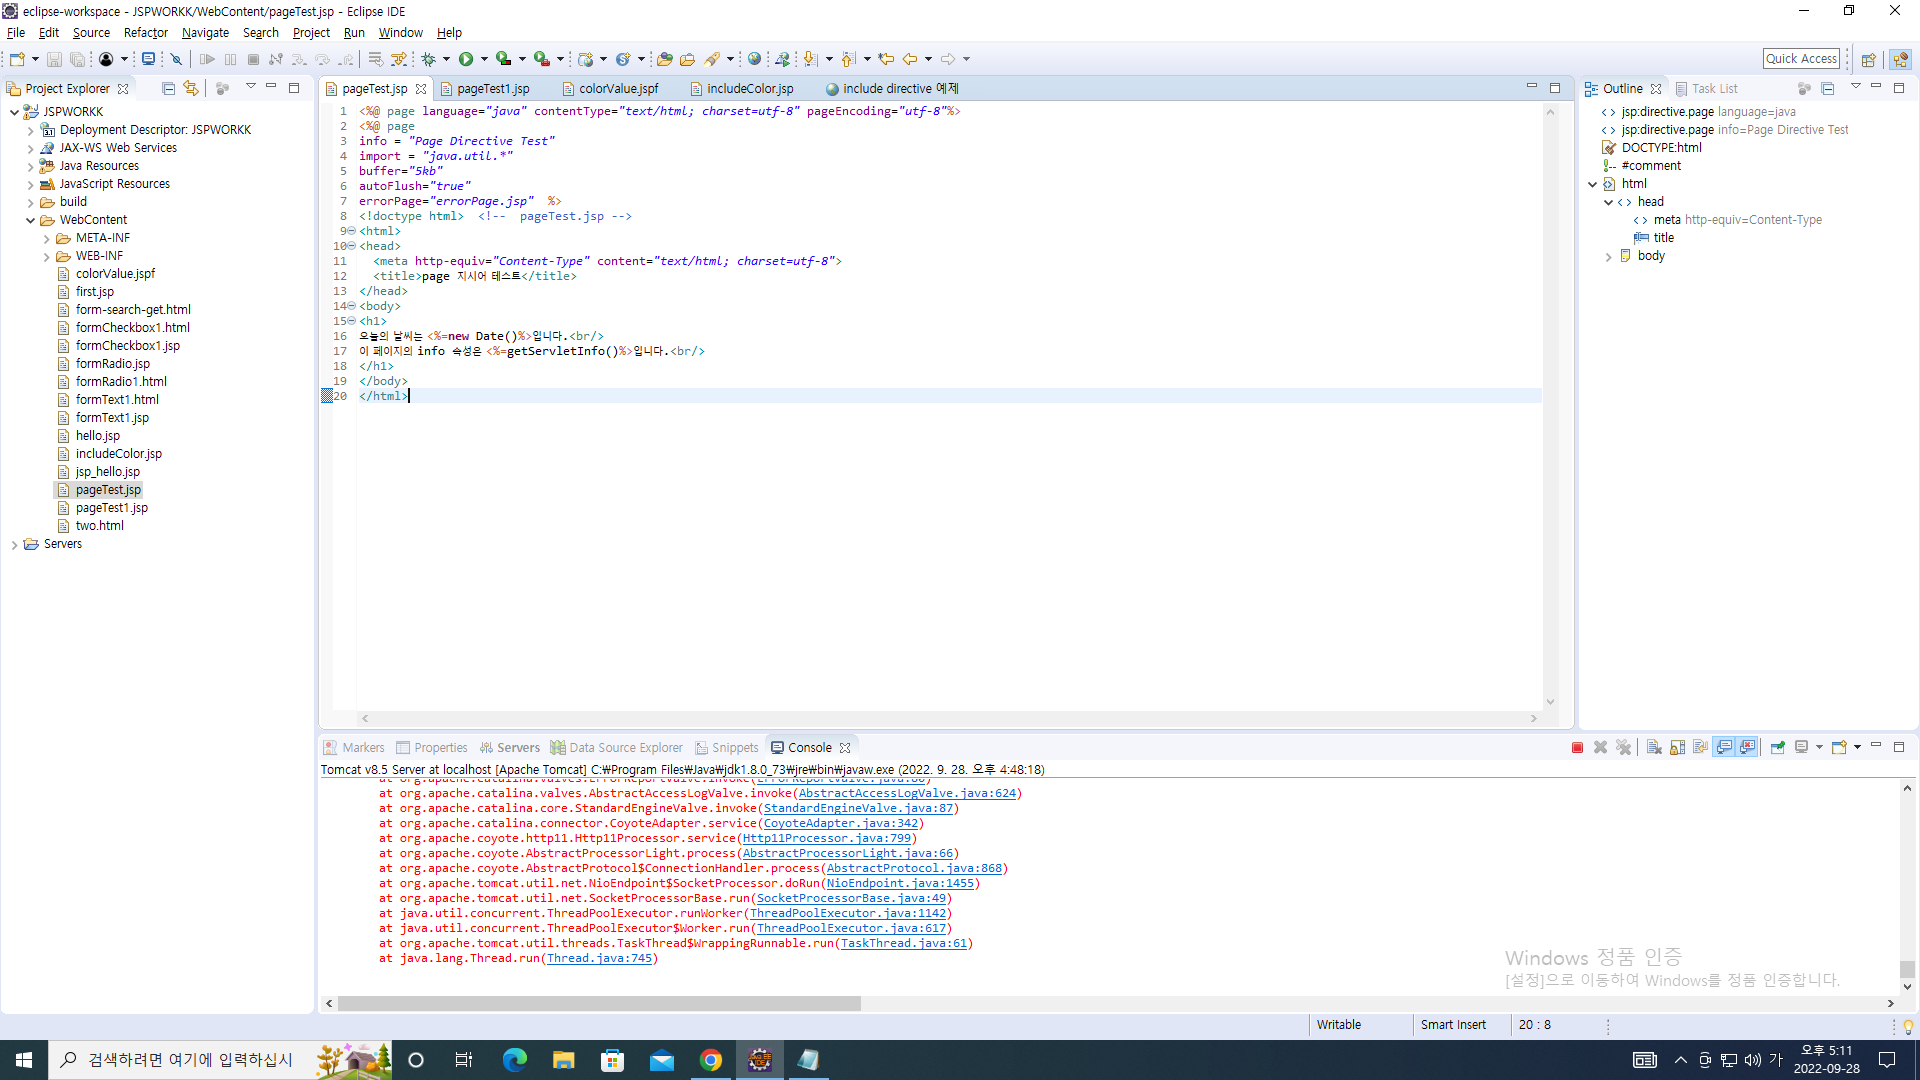 eclipse-workspace - JSPWORKK/WebContent/pageTest.jsp - Eclipse IDE
File Edit Source Refactor Navigate Search Project Run Window Help
Quick Access
Project Explorer
JSPWORKK
Deployment Descriptor: JSPWORKK
JAX-WS Web Services
Java Resources
JavaScript Resources
build
WebContent
META-INF
WEB-INF
colorValue.jspf
first.jsp
form-search-get.html
formCheckbox1.html
formCheckbox1.jsp
formRadio.jsp
formRadio1.html
formText1.html
formText1.jsp
hello.jsp
includeColor.jsp
jsp_hello.jsp
pageTest.jsp
pageTest1.jsp
two.html
Servers
pageTest.jsp pageTest1.jsp colorValue.jspf includeColor.jsp include directive 예제
1 <%@ page language="java" contentType="text/html; charset=utf-8" pageEncoding="utf-8"%>
2 <%@ page
3 info = "Page Directive Test"
4 import = "java.util.*"
5 buffer="5kb"
6 autoFlush="true"
7 errorPage="errorPage.jsp" %>
8 <!doctype html> <!-- pageTest.jsp -->
9 <html>
10 <head>
11 <meta http-equiv="Content-Type" content="text/html; charset=utf-8">
12 <title>page 지시어 테스트</title>
13 </head>
14 <body>
15 <h1>
16 오늘의 날씨는 <%=new Date()%>입니다.<br/>
17 이 페이지의 info 속성은 <%=getServletInfo()%>입니다.<br/>
18 </h1>
19 </body>
20 </html>
Outline Task List
jsp:directive.page language=java
jsp:directive.page info=Page Directive Test
DOCTYPE:html
#comment
html
head
meta http-equiv=Content-Type
title
body
Markers Properties Servers Data Source Explorer Snippets Console
Tomcat v8.5 Server at localhost [Apache Tomcat] C:₩Program Files₩Java₩jdk1.8.0_73₩jre₩bin₩javaw.exe (2022. 9. 28. 오후 4:48:18)
at org.apache.catalina.valves.ErrorReportValve.invoke(ErrorReportValve.java:86)
at org.apache.catalina.valves.AbstractAccessLogValve.invoke(AbstractAccessLogValve.java:624)
at org.apache.catalina.core.StandardEngineValve.invoke(StandardEngineValve.java:87)
at org.apache.catalina.connector.CoyoteAdapter.service(CoyoteAdapter.java:342)
at org.apache.coyote.http11.Http11Processor.service(Http11Processor.java:799)
at org.apache.coyote.AbstractProcessorLight.process(AbstractProcessorLight.java:66)
at org.apache.coyote.AbstractProtocol$ConnectionHandler.process(AbstractProtocol.java:868)
at org.apache.tomcat.util.net.NioEndpoint$SocketProcessor.doRun(NioEndpoint.java:1455)
at org.apache.tomcat.util.net.SocketProcessorBase.run(SocketProcessorBase.java:49)
at java.util.concurrent.ThreadPoolExecutor.runWorker(ThreadPoolExecutor.java:1142)
at java.util.concurrent.ThreadPoolExecutor$Worker.run(ThreadPoolExecutor.java:617)
at org.apache.tomcat.util.threads.TaskThread$WrappingRunnable.run(TaskThread.java:61)
at java.lang.Thread.run(Thread.java:745)
Windows 정품 인증
[설정]으로 이동하여 Windows를 정품 인증합니다.
Writable Smart Insert 20 : 8
검색하려면 여기에 입력하십시
가
오후 5:11
2022-09-28